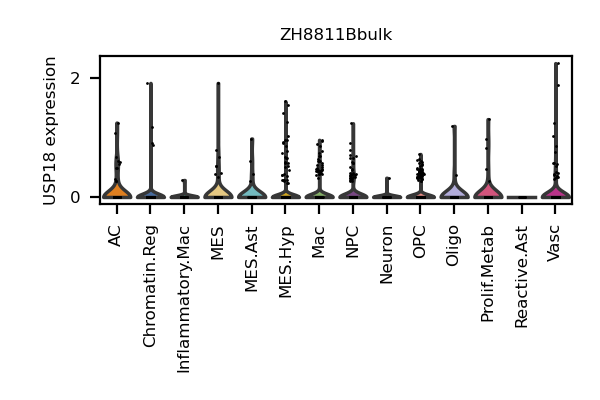 ZH8811Bbulk
USP18 expression
2
0
AC
Chromatin.Reg
Inflammatory.Mac
MES
MES.Ast
MES.Hyp
Mac
NPC
Neuron
OPC
Oligo
Prolif.Metab
Reactive.Ast
Vasc